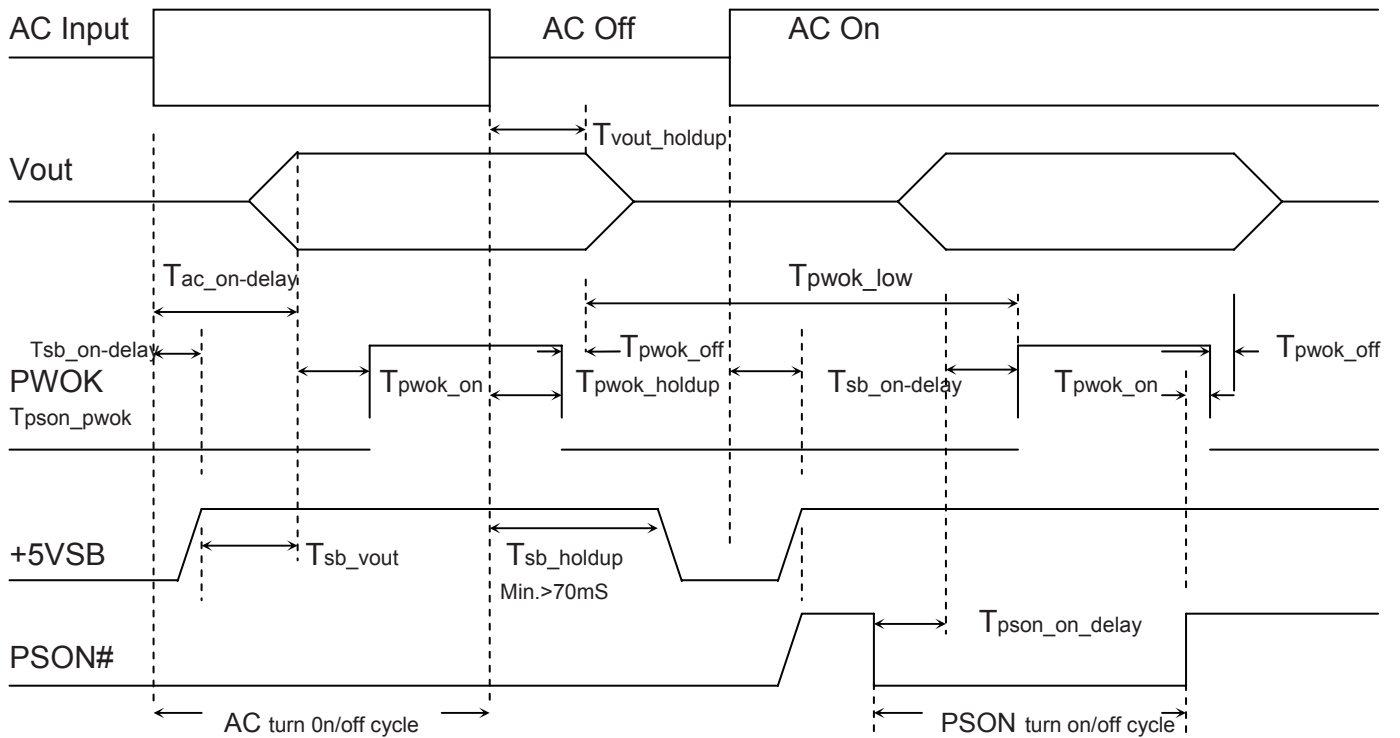 AC Input
AC Off
AC On
Tvout_holdup
Vout
Tac_on-delay
Tpwok_low
Tsb_on-delay
Tpwok_off
Tpwok_off
PWOK
Tpwok_on
Tpwok_holdup
Tsb_on-delay
Tpwok_on
Tpson_pwok
+5VSB
Tsb_vout
Tsb_holdup
Min.>70mS
Tpson_on_delay
PSON#
AC turn 0n/off cycle
PSON turn on/off cycle